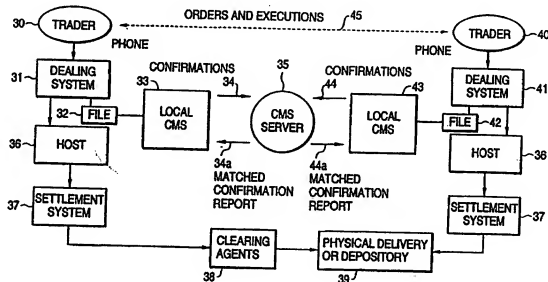 ORDERS AND EXECUTIONS
45
30
TRADER
PHONE
40
TRADER
PHONE
31
DEALING
SYSTEM
32
FILE
33
CONFIRMATIONS
34
LOCAL
CMS
35
CMS
SERVER
44
CONFIRMATIONS
43
LOCAL
CMS
DEALING
SYSTEM
41
FILE
42
36
HOST
34a
MATCHED
CONFIRMATION
REPORT
44a
MATCHED
CONFIRMATION
REPORT
HOST
36
37
SETTLEMENT
SYSTEM
SETTLEMENT
SYSTEM
37
CLEARING
AGENTS
38
PHYSICAL DELIVERY
OR DEPOSITORY
39